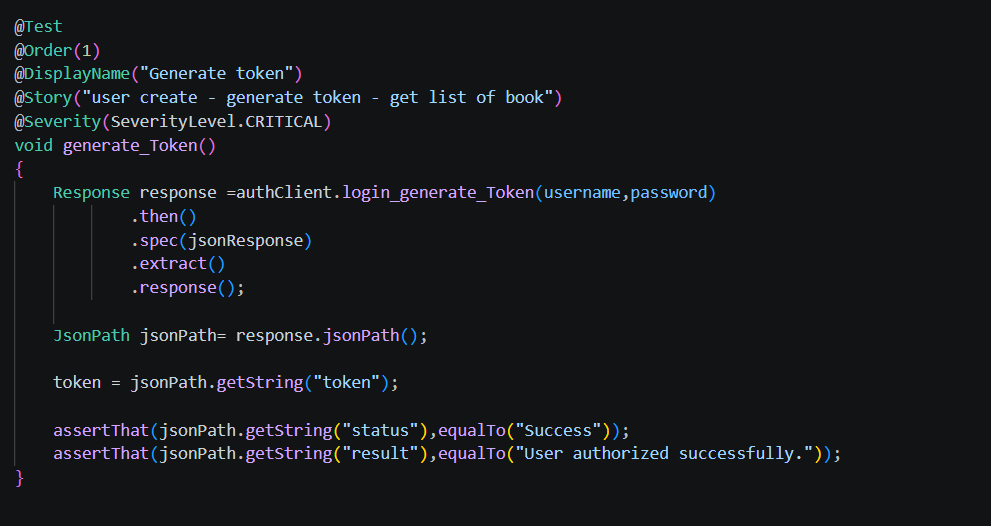 @Test
@Order(1)
@DisplayName("Generate token")
@Story("user create - generate token - get list of book")
@Severity(SeverityLevel.CRITICAL)
void generate_Token()
{
    Response response =authClient.login_generate_Token(username,password)
            .then()
            .spec(jsonResponse)
            .extract()
            .response();

    JsonPath jsonPath= response.jsonPath();

    token = jsonPath.getString("token");

    assertThat(jsonPath.getString("status"),equalTo("Success"));
    assertThat(jsonPath.getString("result"),equalTo("User authorized successfully."));
}